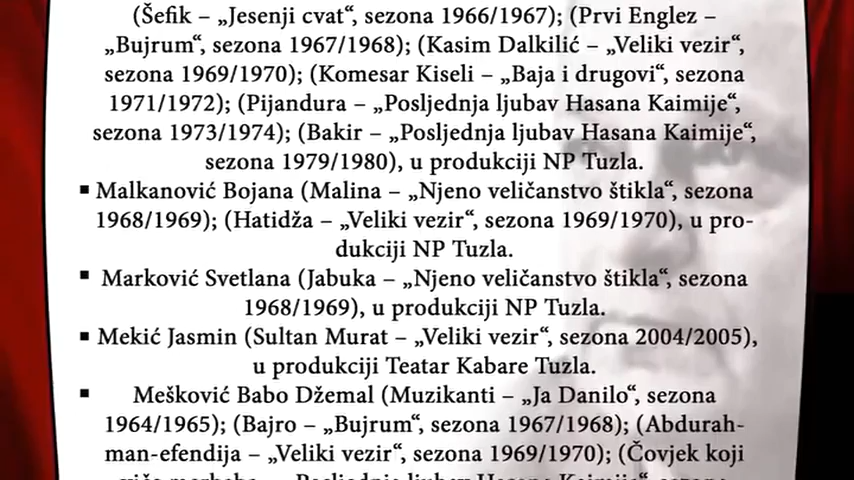 (Šefik – „Jesenji cvat“, sezona 1966/1967); (Prvi Englez –
„Bujrum“, sezona 1967/1968); (Kasim Dalkilić – „Veliki vezir“,
sezona 1969/1970); (Komesar Kiseli – „Baja i drugovi“, sezona
1971/1972); (Pijandura – „Posljednja ljubav Hasana Kaimije“,
sezona 1973/1974); (Bakir – „Posljednja ljubav Hasana Kaimije“,
sezona 1979/1980), u produkciji NP Tuzla.
▪ Malkanović Bojana (Malina – „Njeno veličanstvo štikla“, sezona
1968/1969); (Hatidža – „Veliki vezir“, sezona 1969/1970), u pro-
dukciji NP Tuzla.
▪ Marković Svetlana (Jabuka – „Njeno veličanstvo štikla“, sezona
1968/1969), u produkciji NP Tuzla.
▪ Mekić Jasmin (Sultan Murat – „Veliki vezir“, sezona 2004/2005),
u produkciji Teatar Kabare Tuzla.
▪ Mešković Babo Džemal (Muzikanti – „Ja Danilo“, sezona
1964/1965); (Bajro – „Bujrum“, sezona 1967/1968); (Abdurah-
man-efendija – „Veliki vezir“, sezona 1969/1970); (Čovjek koji
„Posljednja ljubav Hasana Kaimije“, sezona